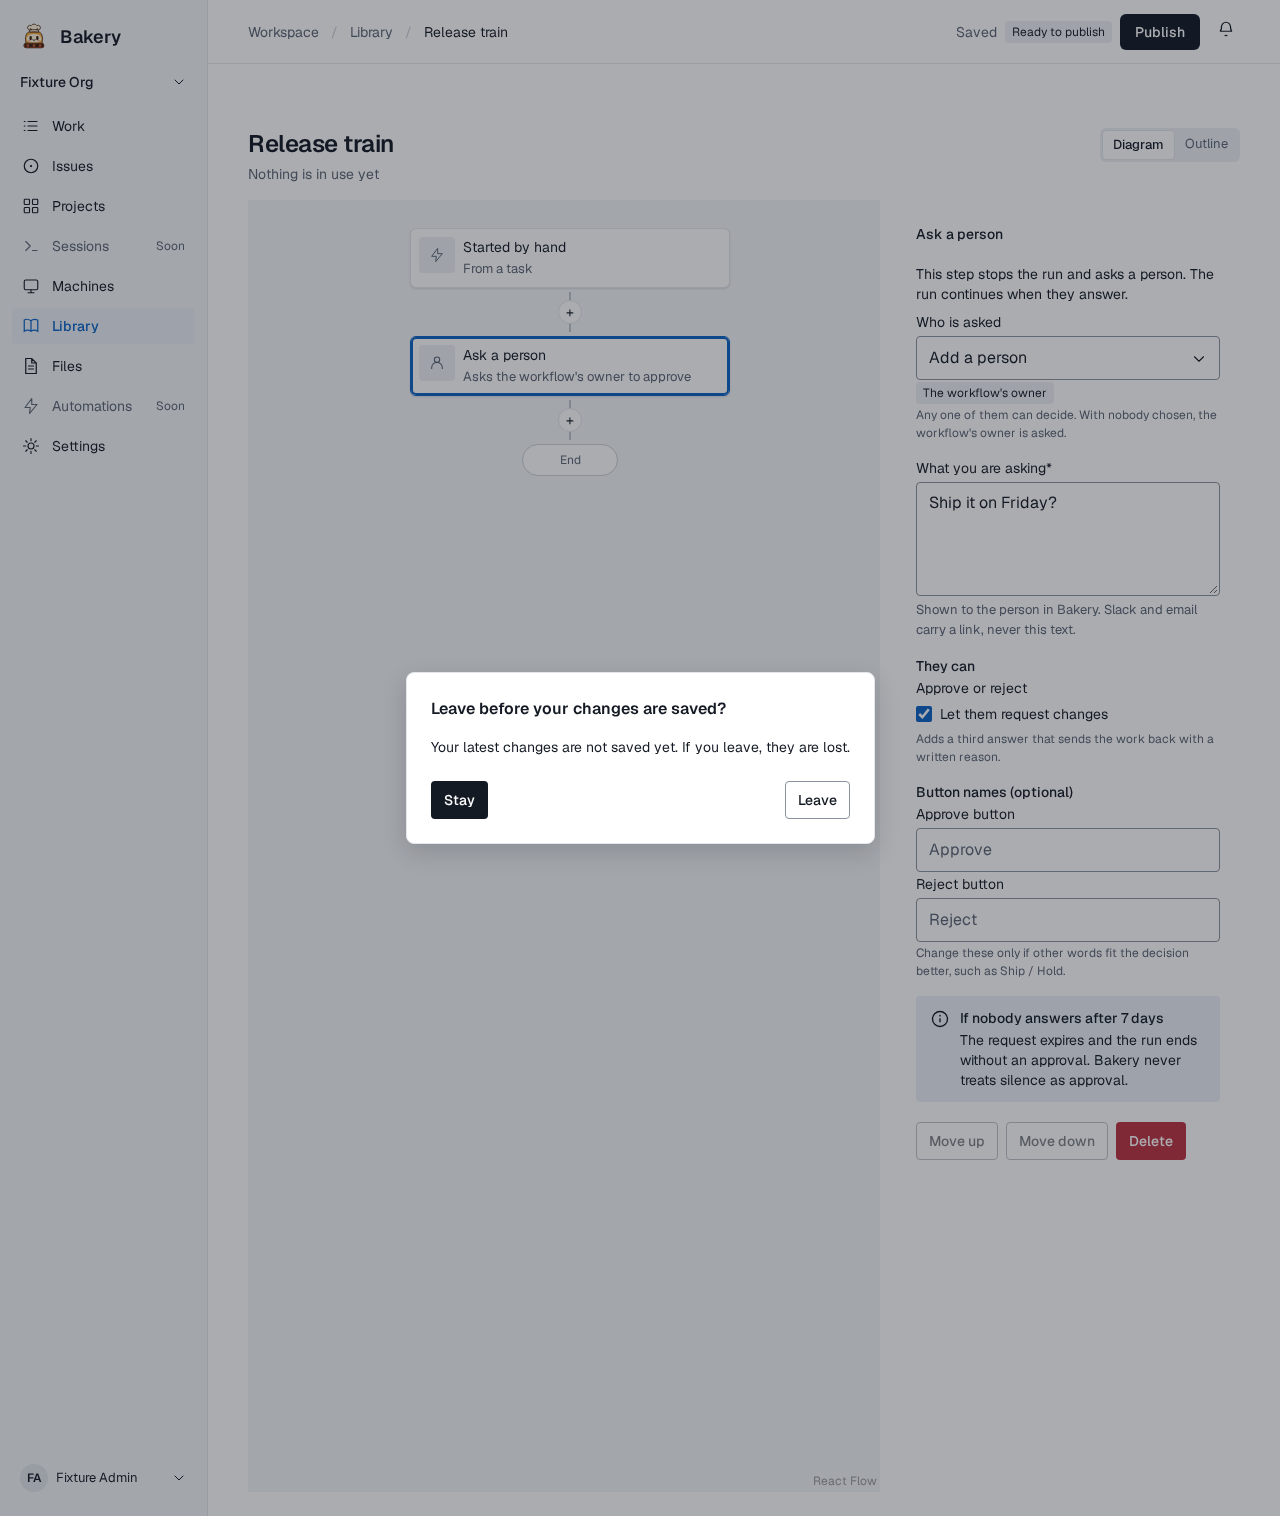 Bakery
Workspace / Library / Release train
Saved
Ready to publish
Publish
Fixture Org
Work
Issues
Projects
Sessions Soon
Machines
Library
Files
Automations Soon
Settings
FA Fixture Admin
Release train
Nothing is in use yet
Diagram
Outline
Started by hand
From a task
+
Ask a person
Asks the workflow's owner to approve
+
End
React Flow
Ask a person
This step stops the run and asks a person. The
run continues when they answer.
Who is asked
Add a person
The workflow's owner
Any one of them can decide. With nobody chosen, the
workflow's owner is asked.
What you are asking*
Ship it on Friday?
Shown to the person in Bakery. Slack and email
carry a link, never this text.
They can
Approve or reject
Let them request changes
Adds a third answer that sends the work back with a
written reason.
Button names (optional)
Approve button
Approve
Reject button
Reject
Change these only if other words fit the decision
better, such as Ship / Hold.
If nobody answers after 7 days
The request expires and the run ends
without an approval. Bakery never
treats silence as approval.
Move up
Move down
Delete
Leave before your changes are saved?
Your latest changes are not saved yet. If you leave, they are lost.
Stay
Leave